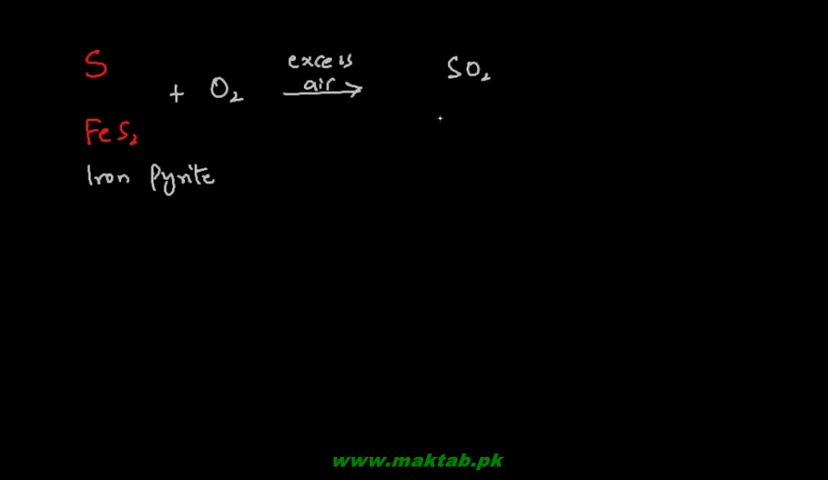 S
+ O₂
excess
air
SO₂
FeS₂
Iron Pyrite
www.maktab.pk